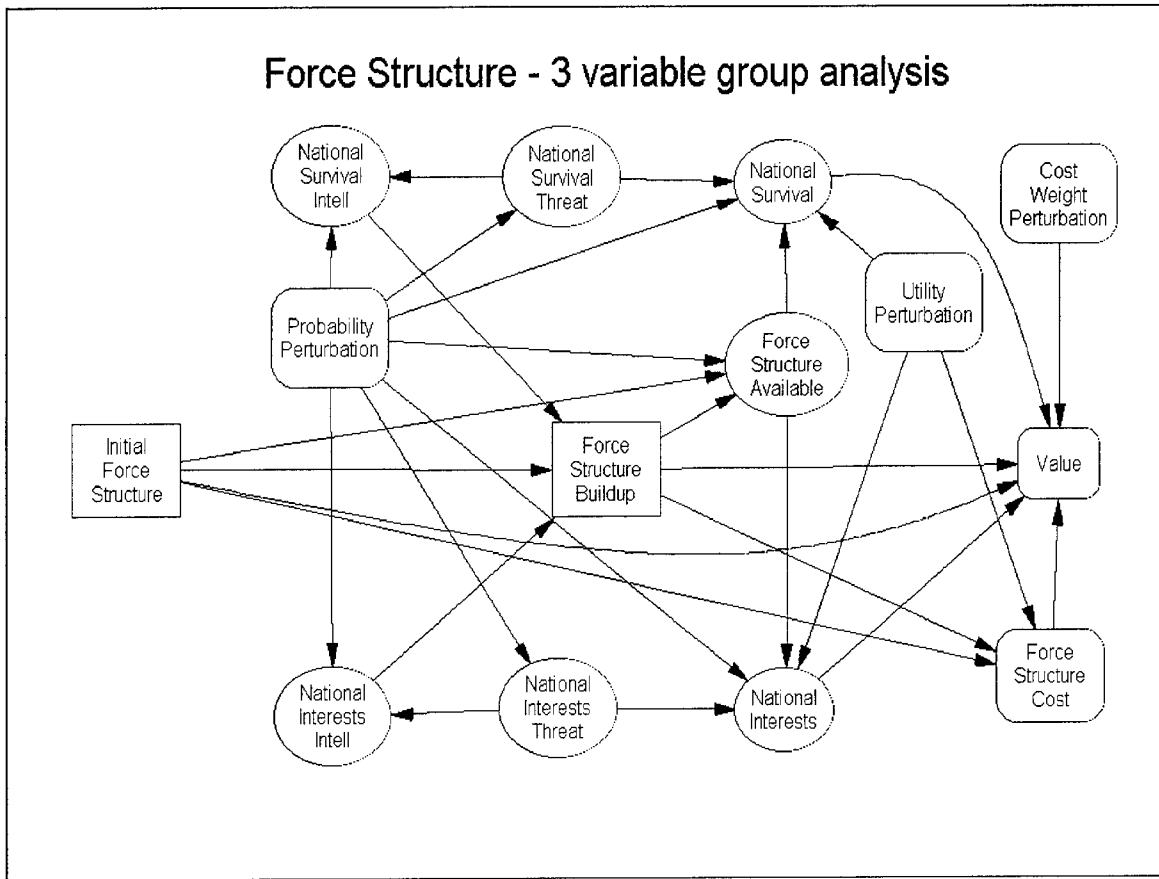 Force Structure - 3 variable group analysis
National
Survival
Intell
National
Survival
Threat
National
Survival
Cost
Weight
Perturbation
Probability
Perturbation
Utility
Perturbation
Force
Structure
Available
Initial
Force
Structure
Force
Structure
Buildup
Value
National
Interests
Intell
National
Interests
Threat
National
Interests
Force
Structure
Cost